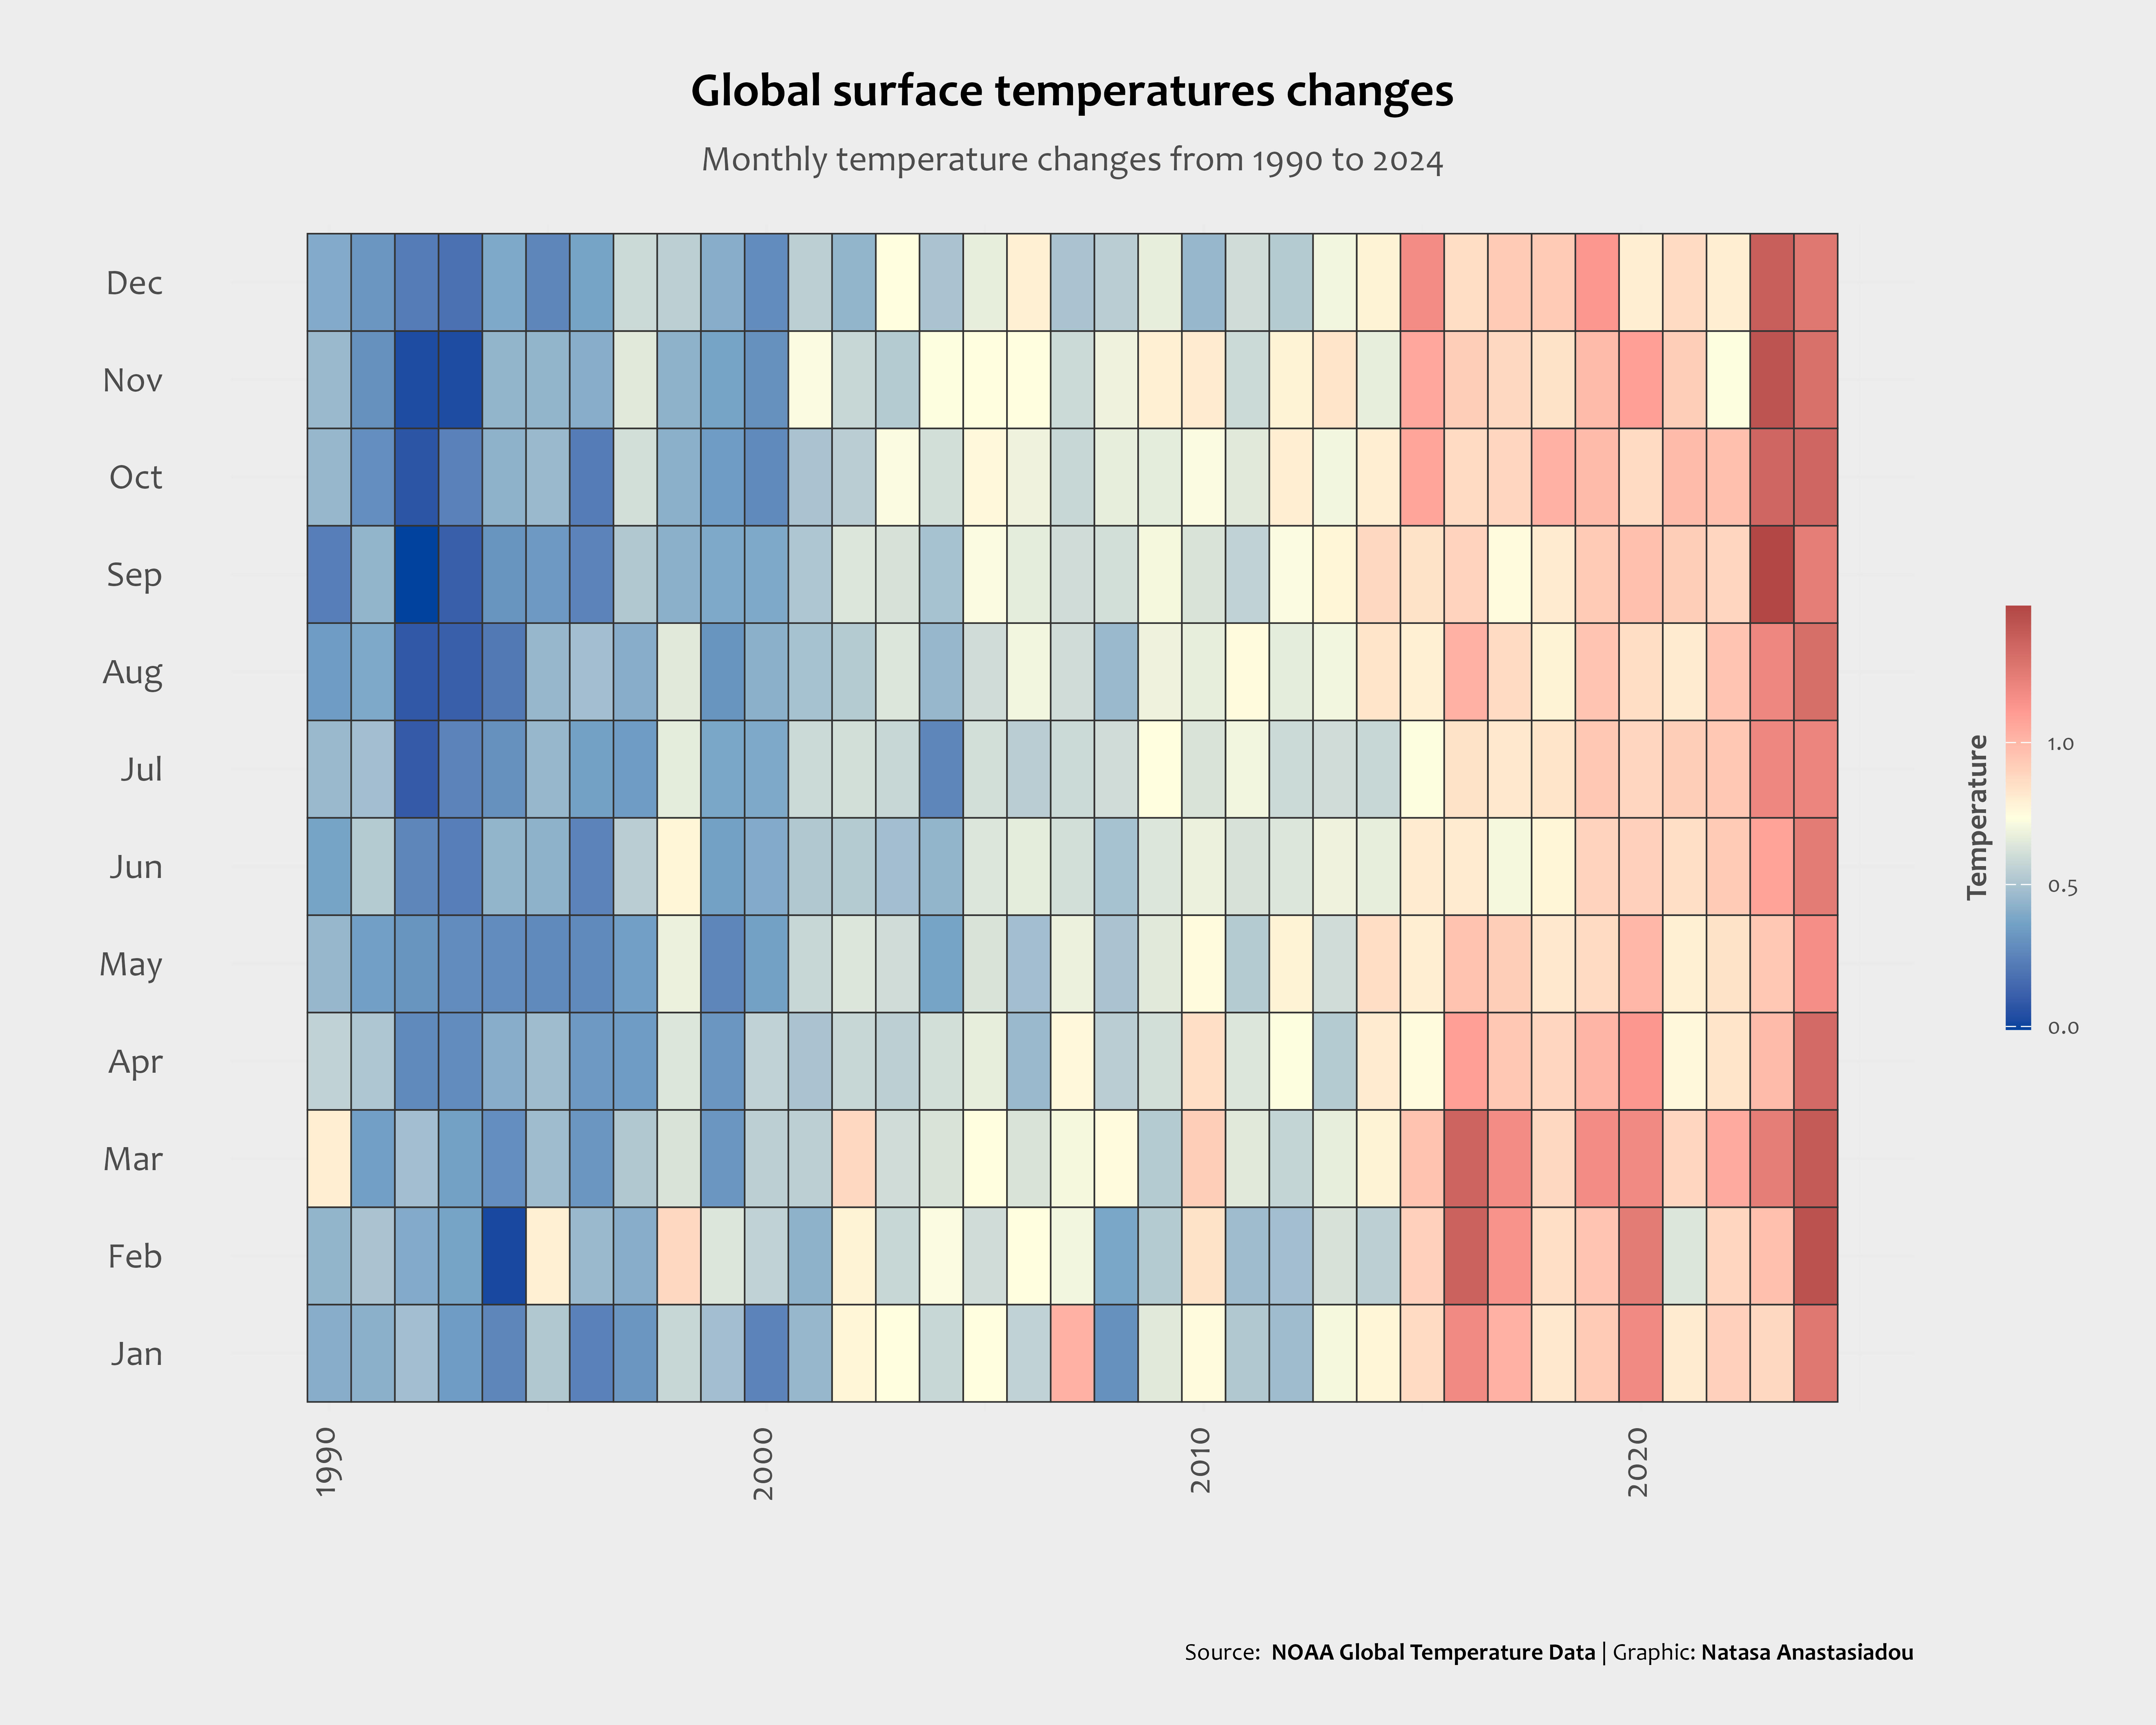 Global surface temperatures changes
Monthly temperature changes from 1990 to 2024
Dec
Nov
Oct
Sep
Aug
Jul
Jun
May
Apr
Mar
Feb
Jan
1990
2000
2010
2020
Temperature
1.0
0.5
0.0
Source: NOAA Global Temperature Data | Graphic: Natasa Anastasiadou